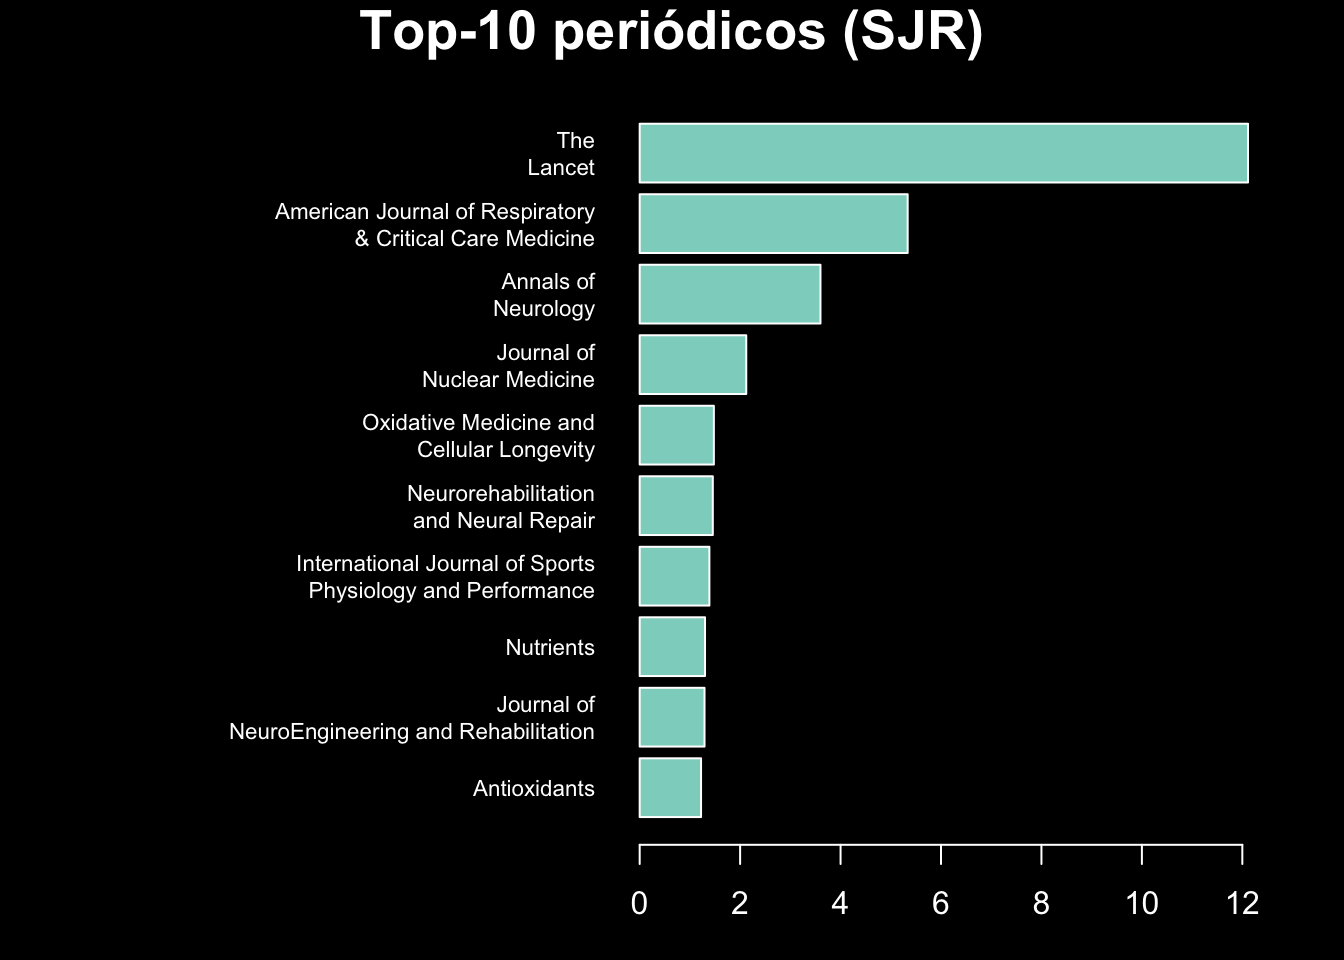 Top-10 periódicos (SJR)
The
Lancet
American Journal of Respiratory
& Critical Care Medicine
Annals of
Neurology
Journal of
Nuclear Medicine
Oxidative Medicine and
Cellular Longevity
Neurorehabilitation
and Neural Repair
International Journal of Sports
Physiology and Performance
Nutrients
Journal of
NeuroEngineering and Rehabilitation
Antioxidants
0 2 4 6 8 10 12